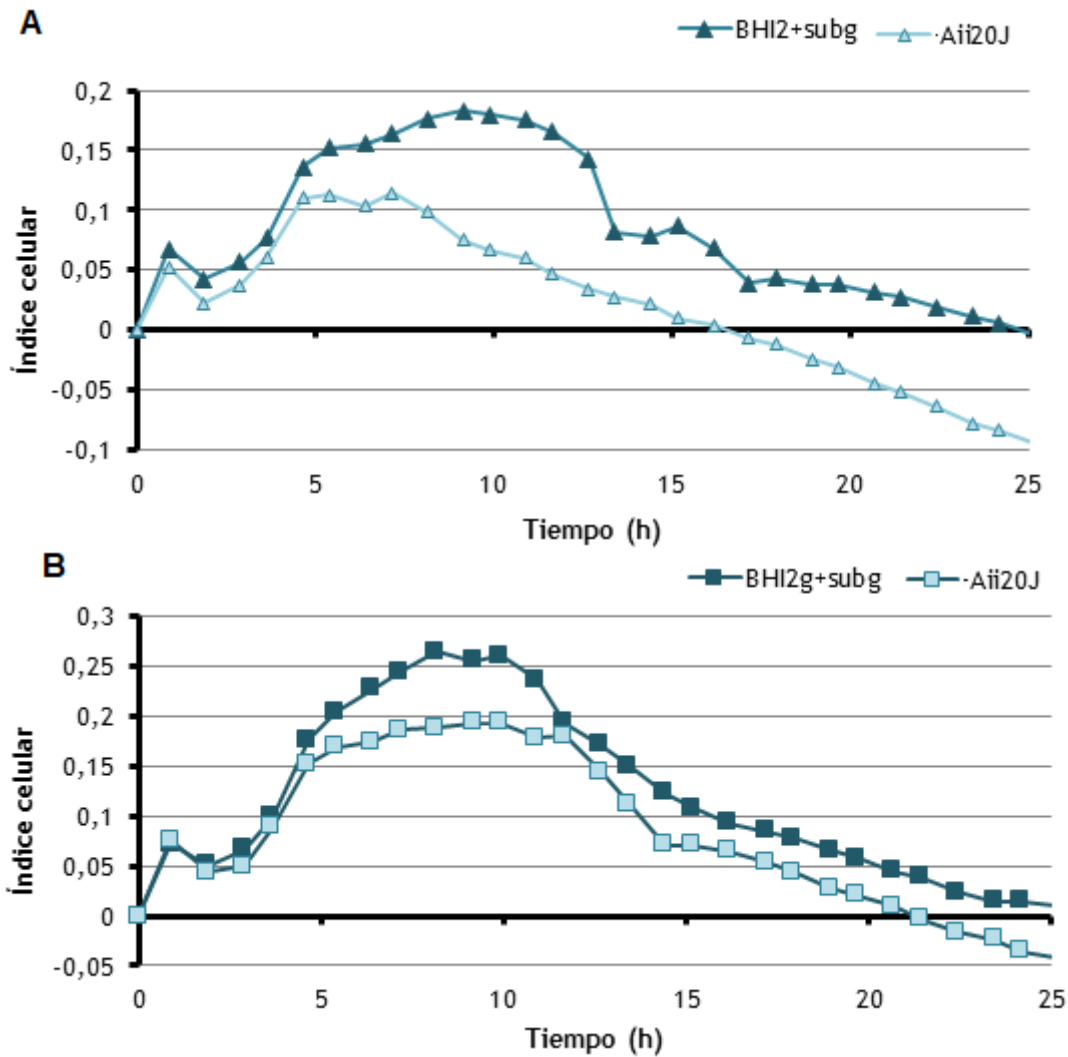 A
BHI2+subg
·Aii20J
0,2
0,15
0,1
0,05
0
-0,05
-0,1
Índice celular
0 5 10 15 20 25
Tiempo (h)
B
BHI2g+subg
·Aii20J
0,3
0,25
0,2
0,15
0,1
0,05
0
-0,05
Índice celular
0 5 10 15 20 25
Tiempo (h)